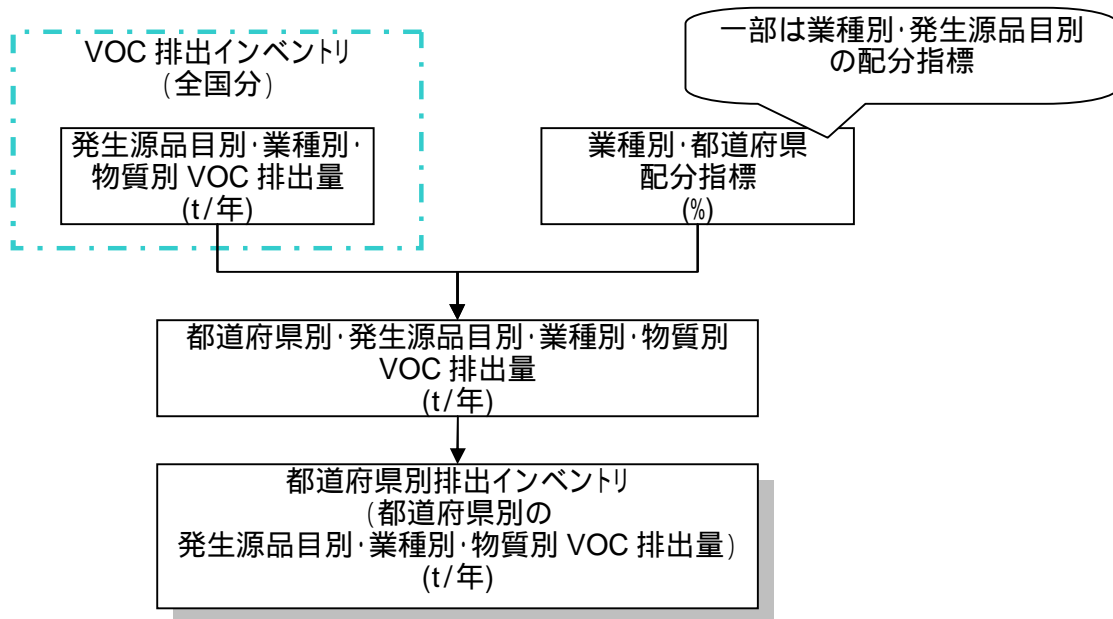 一部は業種別･発生源品目別
の配分指標
VOC 排出インベントリ
(全国分)
発生源品目別･業種別･
物質別 VOC 排出量
(t/年)
業種別･都道府県
配分指標
(%)
都道府県別･発生源品目別･業種別･物質別
VOC 排出量
(t/年)
都道府県別排出インベントリ
(都道府県別の
発生源品目別･業種別･物質別 VOC 排出量)
(t/年)